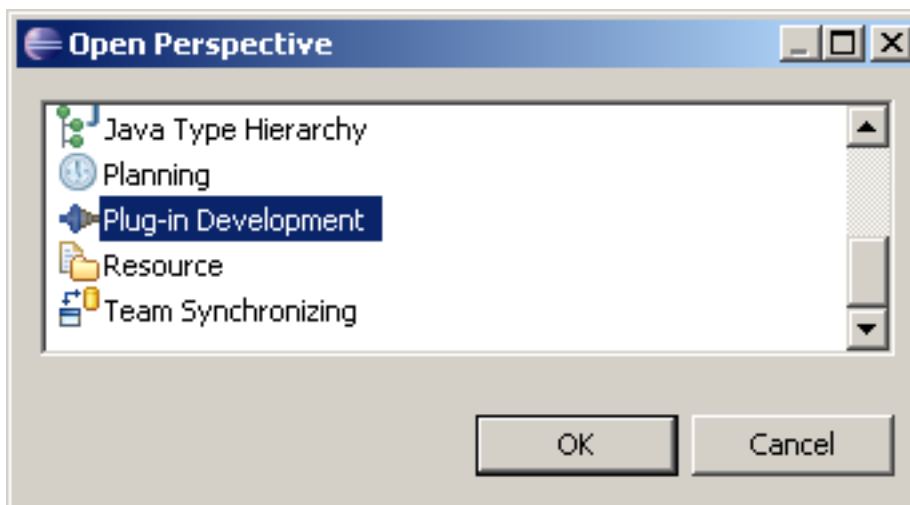 Open Perspective
Java Type Hierarchy
Planning
Plug-in Development
Resource
Team Synchronizing
OK Cancel